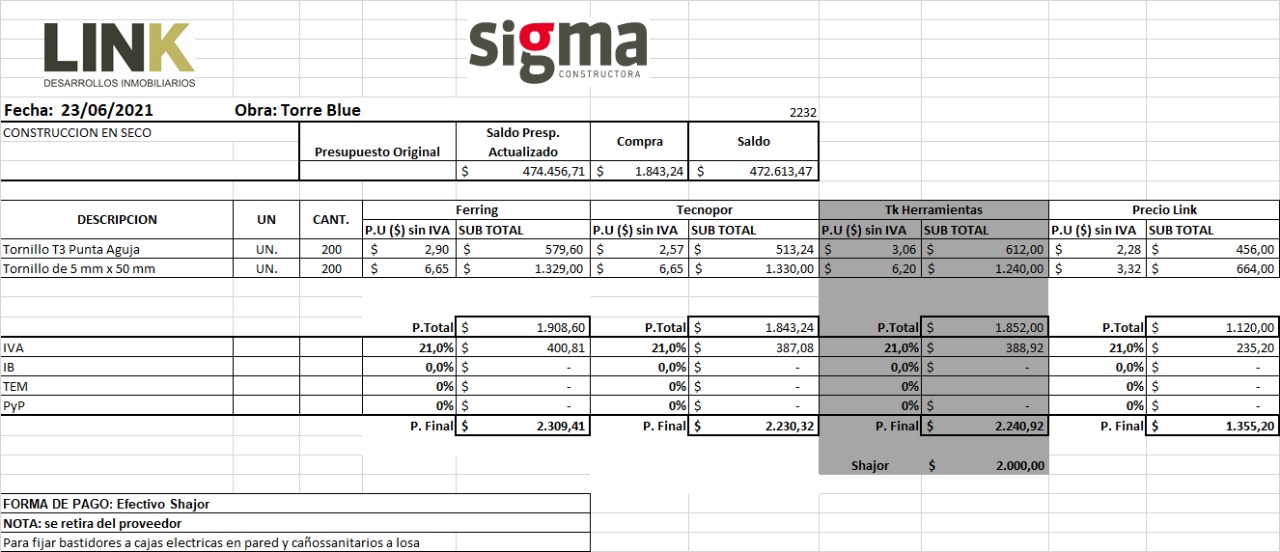 LINK
DESARROLLOS INMOBILIARIOS
sigma
CONSTRUCTORA
Fecha: 23/06/2021 Obra: Torre Blue 2232
CONSTRUCCION EN SECO
Presupuesto Original Saldo Presp. Actualizado Compra Saldo
$ 474.456,71 $ 1.843,24 $ 472.613,47
DESCRIPCION UN CANT. Ferring Tecnopor Tk Herramientas Precio Link
P.U ($) sin IVA SUB TOTAL P.U ($) sin IVA SUB TOTAL P.U ($) sin IVA SUB TOTAL P.U ($) sin IVA SUB TOTAL
Tornillo T3 Punta Aguja UN. 200 $ 2,90 $ 579,60 $ 2,57 $ 513,24 $ 3,06 $ 612,00 $ 2,28 $ 456,00
Tornillo de 5 mm x 50 mm UN. 200 $ 6,65 $ 1.329,00 $ 6,65 $ 1.330,00 $ 6,20 $ 1.240,00 $ 3,32 $ 664,00
P.Total $ 1.908,60 P.Total $ 1.843,24 P.Total $ 1.852,00 P.Total $ 1.120,00
IVA 21,0% $ 400,81 21,0% $ 387,08 21,0% $ 388,92 21,0% $ 235,20
IB 0,0% $ - 0,0% $ - 0,0% $ - 0,0% $ -
TEM 0% $ - 0% $ - 0% 0% $ -
PyP 0% $ - 0% $ - 0% $ - 0% $ -
P. Final $ 2.309,41 P. Final $ 2.230,32 P. Final $ 2.240,92 P. Final $ 1.355,20
Shajor $ 2.000,00
FORMA DE PAGO: Efectivo Shajor
NOTA: se retira del proveedor
Para fijar bastidores a cajas electricas en pared y cañossanitarios a losa